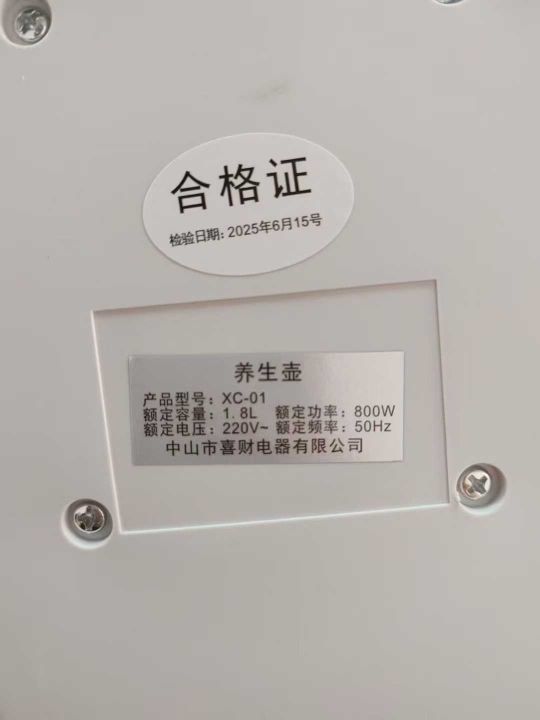 合格证
检验日期：2025年6月15号
养生壶
产品型号：XC-01
额定容量：1.8L 额定功率：800W
额定电压：220V~ 额定频率：50Hz
中山市喜财电器有限公司